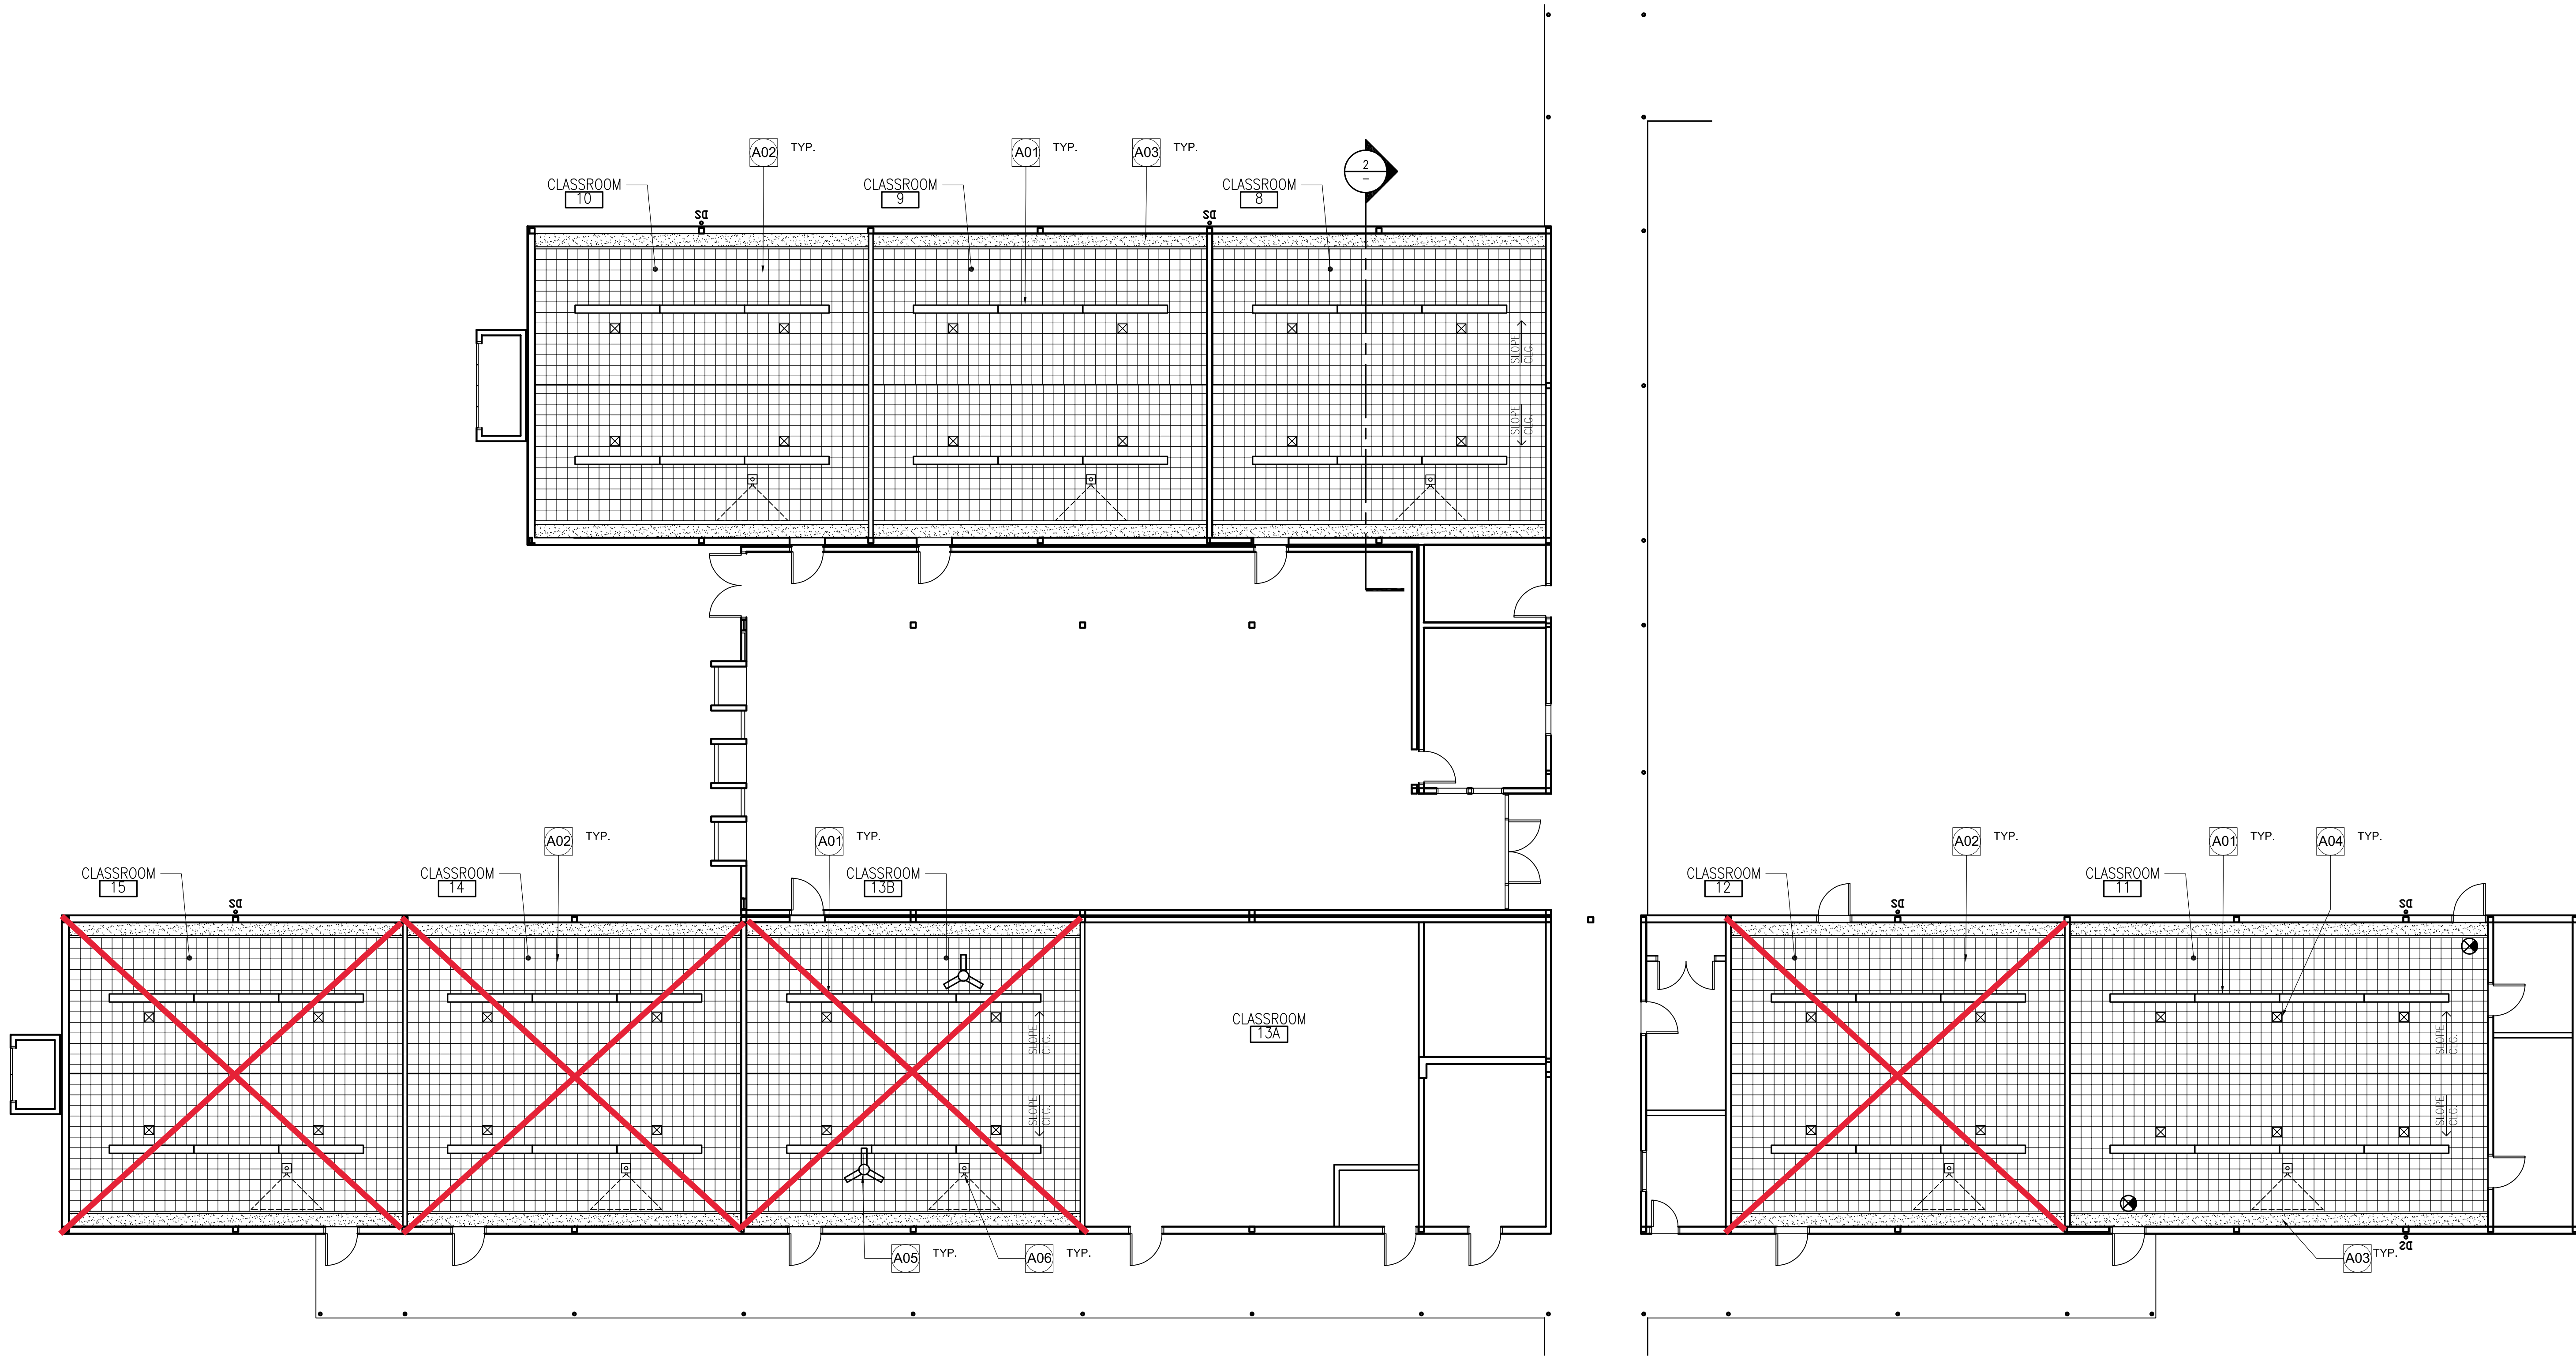 A02 TYP.
A01 TYP.
A03 TYP.
2
–
CLASSROOM
10
CLASSROOM
9
CLASSROOM
8
DS
DS
SLOPE
CLG.
SLOPE
CLG.
A02 TYP.
A01 TYP.
A02 TYP.
A01 TYP.
A04 TYP.
CLASSROOM
15
CLASSROOM
14
CLASSROOM
13B
CLASSROOM
12
CLASSROOM
11
DS
DS
DS
SLOPE
CLG.
SLOPE
CLG.
CLASSROOM
13A
SLOPE
CLG.
SLOPE
CLG.
A05 TYP.
A06 TYP.
A03 TYP.
DS